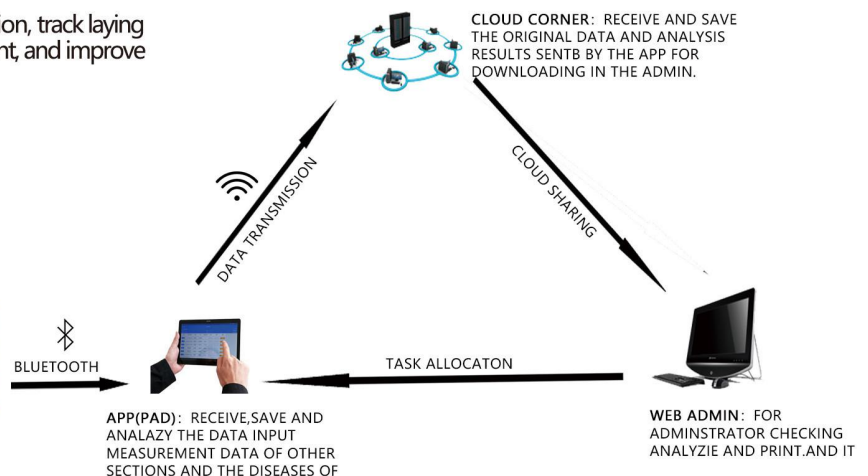 ion, track laying
nt, and improve
CLOUD CORNER: RECEIVE AND SAVE
THE ORIGINAL DATA AND ANALYSIS
RESULTS SENTB BY THE APP FOR
DOWNLOADING IN THE ADMIN.
DATA TRANSMISSION
CLOUD SHARING
BLUETOOTH
TASK ALLOCATON
APP(PAD): RECEIVE,SAVE AND
ANALAZY THE DATA INPUT
MEASUREMENT DATA OF OTHER
SECTIONS AND THE DISEASES OF
WEB ADMIN: FOR
ADMINSTRATOR CHECKING
ANALYZIE AND PRINT.AND IT